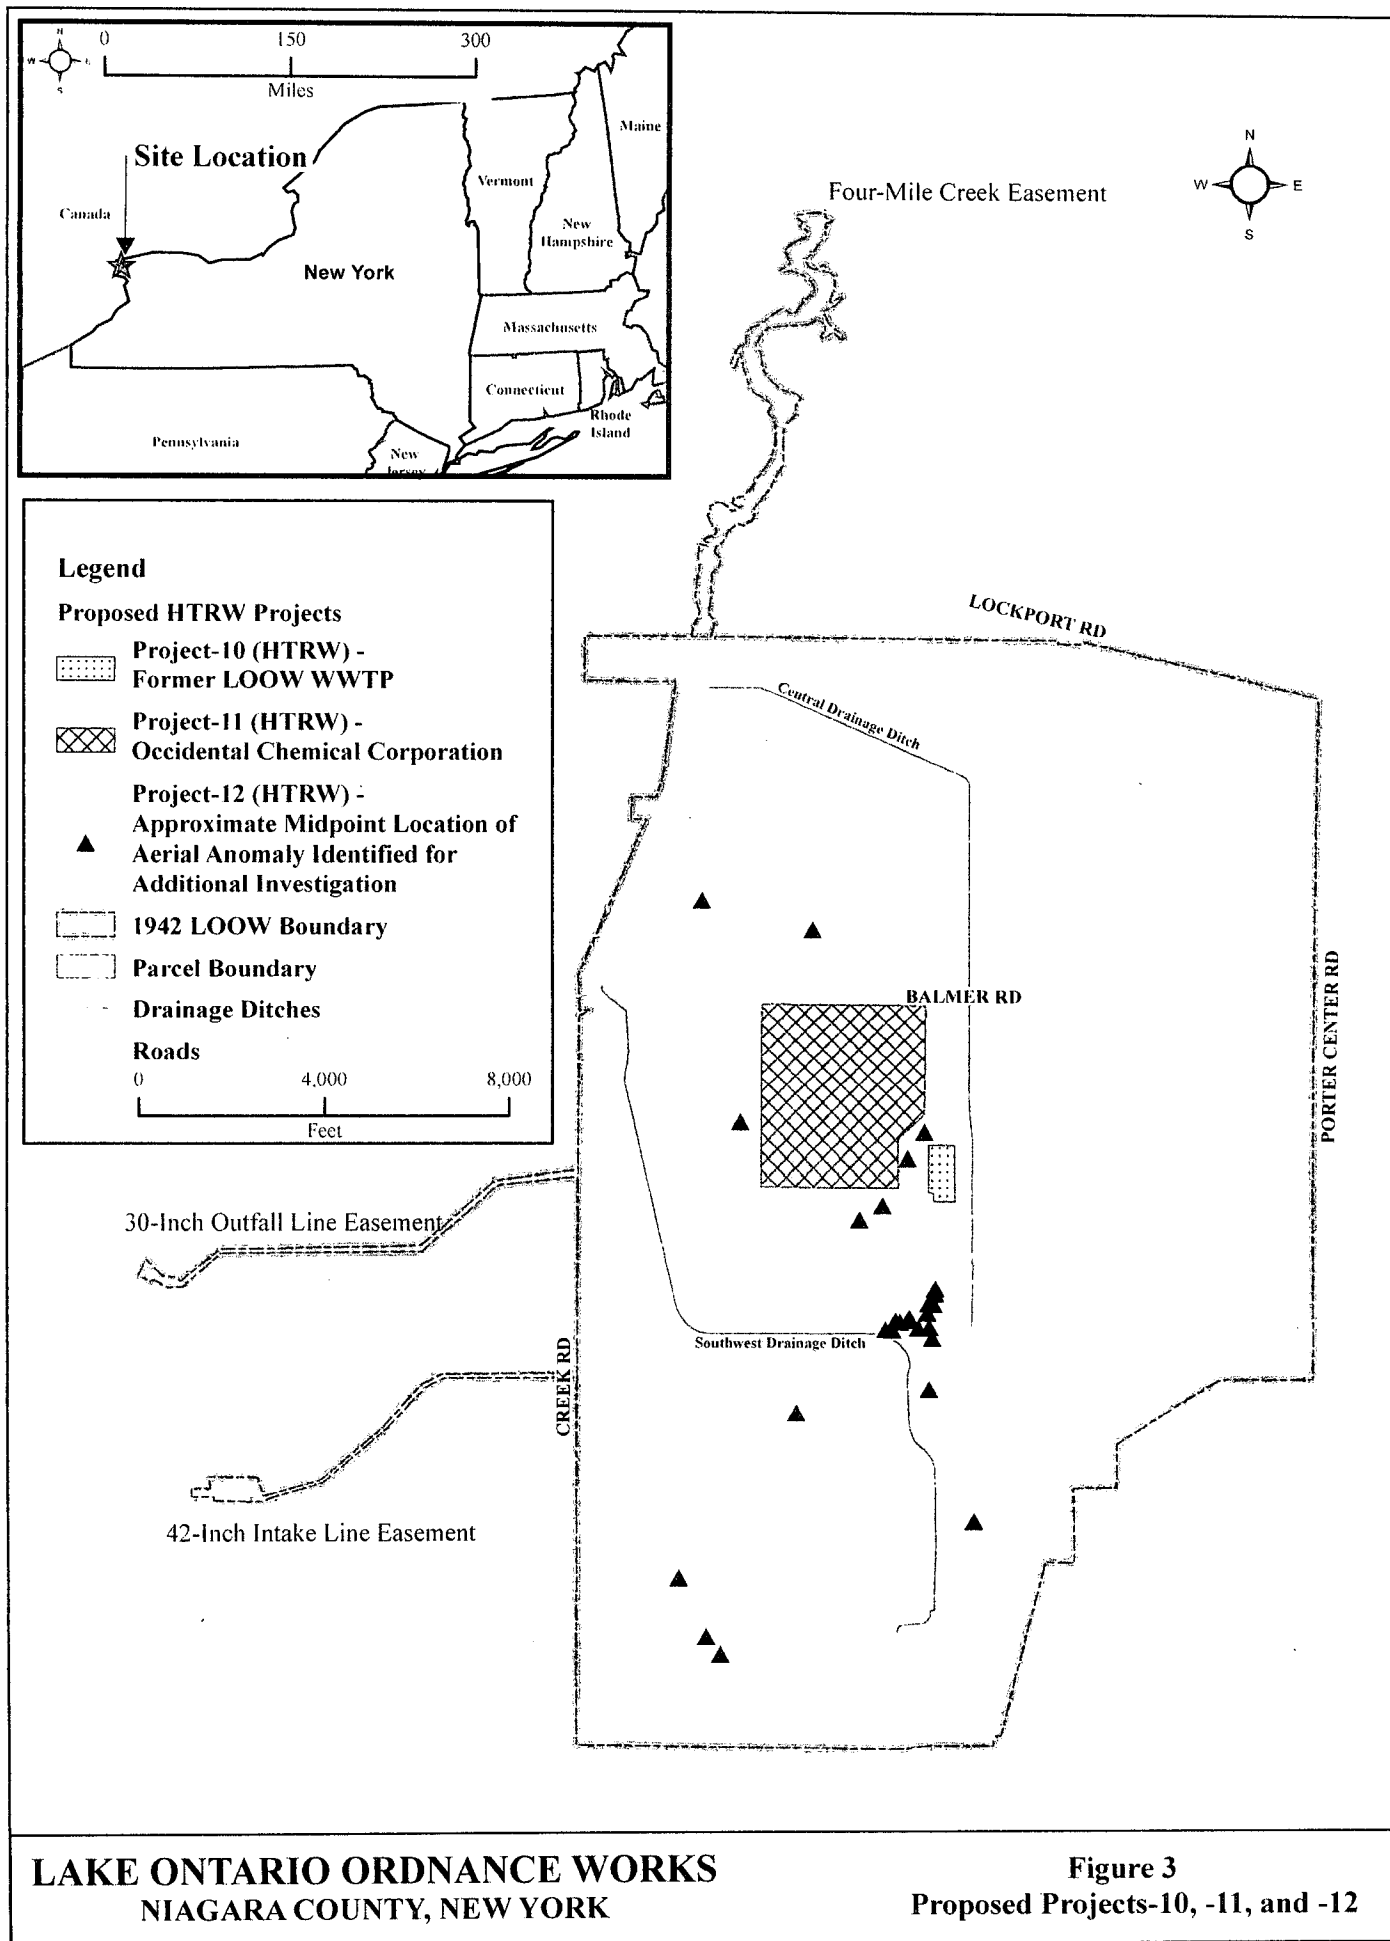 N
W
E
S
0 150 300
Miles
Site Location
Canada
Maine
Vermont
New
Hampshire
New York
Massachusetts
Connecticut
Rhode
Island
Pennsylvania
New
Jersey
N
W E
S
Four-Mile Creek Easement
Legend
Proposed HTRW Projects
Project-10 (HTRW) -
Former LOOW WWTP
Project-11 (HTRW) -
Occidental Chemical Corporation
Project-12 (HTRW) -
Approximate Midpoint Location of
Aerial Anomaly Identified for
Additional Investigation
1942 LOOW Boundary
Parcel Boundary
Drainage Ditches
Roads
0 4,000 8,000
Feet
LOCKPORT RD
Central Drainage Ditch
BALMER RD
PORTER CENTER RD
30-Inch Outfall Line Easement
Southwest Drainage Ditch
CREEK RD
42-Inch Intake Line Easement
LAKE ONTARIO ORDNANCE WORKS
NIAGARA COUNTY, NEW YORK
Figure 3
Proposed Projects-10, -11, and -12